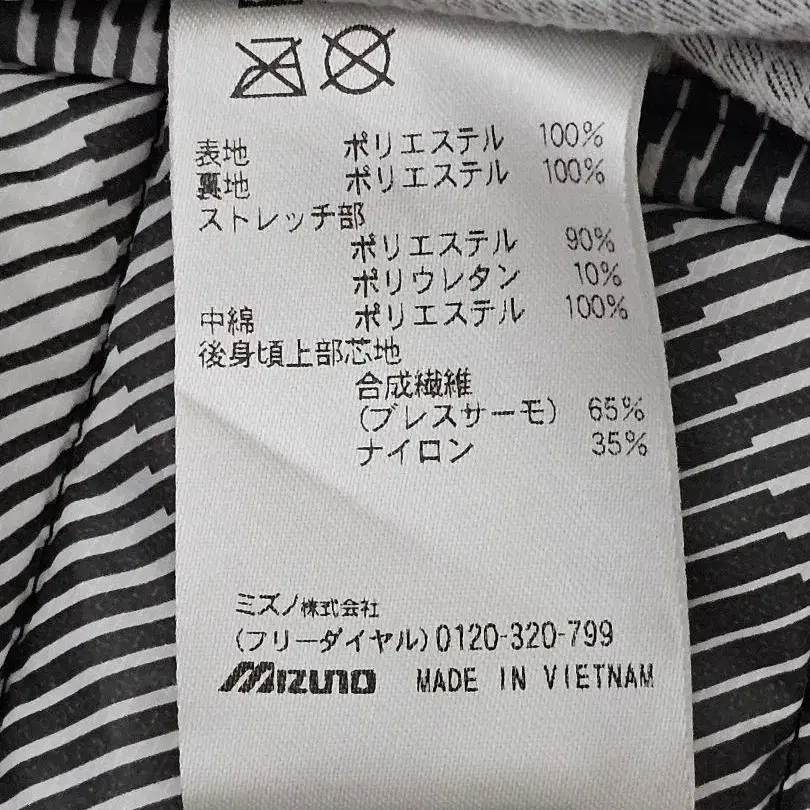 表地 ポリエステル 100%
裏地 ポリエステル 100%
ストレッチ部
ポリエステル 90%
ポリウレタン 10%
中綿 ポリエステル 100%
後身頃上部芯地
合成繊維
(ブレスサーモ) 65%
ナイロン 35%
ミズノ株式会社
(フリーダイヤル)0120-320-799
MIZUNO MADE IN VIETNAM